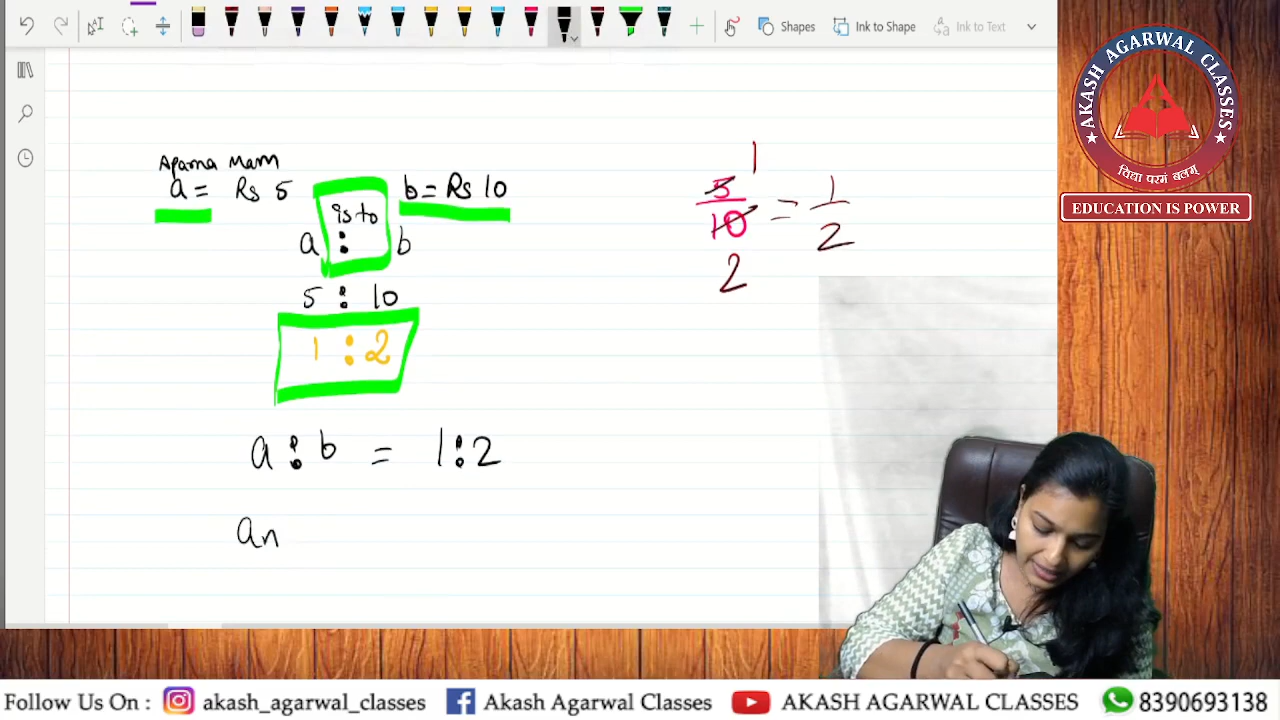 Shapes
Ink to Shape
Ink to Text
AKASH AGARWAL CLASSES
विद्या परमं बलम्
EDUCATION IS POWER
Aparna Mam
a = Rs 5
b = Rs 10
is to
a : b
5 : 10
1 : 2
a : b = 1:2
an
1
5/10 = 1/2
2
Follow Us On : akash_agarwal_classes Akash Agarwal Classes AKASH AGARWAL CLASSES 8390693138